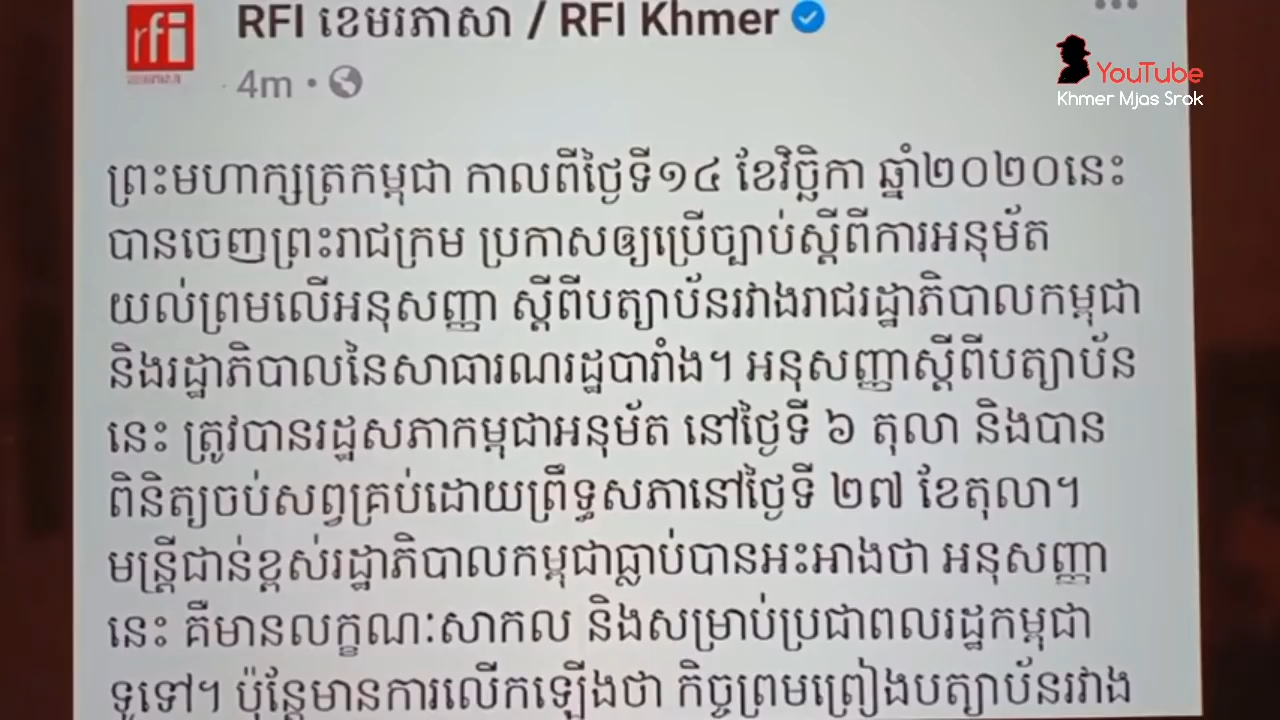 rfi
RFI ខេមរភាសា / RFI Khmer
4m
YouTube
Khmer Mjas Srok
ព្រះមហាក្សត្រកម្ពុជា កាលពីថ្ងៃទី១៤ ខែវិច្ឆិកា ឆ្នាំ២០២០នេះ
បានចេញព្រះរាជក្រម ប្រកាសឲ្យប្រើច្បាប់ស្តីពីការអនុម័ត
យល់ព្រមលើអនុសញ្ញា ស្តីពីបត្យាប័នរវាងរាជរដ្ឋាភិបាលកម្ពុជា
និងរដ្ឋាភិបាលនៃសាធារណរដ្ឋបារាំង។ អនុសញ្ញាស្តីពីបត្យាប័ន
នេះ ត្រូវបានរដ្ឋសភាកម្ពុជាអនុម័ត នៅថ្ងៃទី ៦ តុលា និងបាន
ពិនិត្យចប់សព្វគ្រប់ដោយព្រឹទ្ធសភានៅថ្ងៃទី ២៧ ខែតុលា។
មន្ត្រីជាន់ខ្ពស់រដ្ឋាភិបាលកម្ពុជាធ្លាប់បានអះអាងថា អនុសញ្ញា
នេះ គឺមានលក្ខណៈសាកល និងសម្រាប់ប្រជាពលរដ្ឋកម្ពុជា
ទូទៅ។ ប៉ុន្តែមានការលើកឡើងថា កិច្ចព្រមព្រៀងបត្យាប័នរវាង